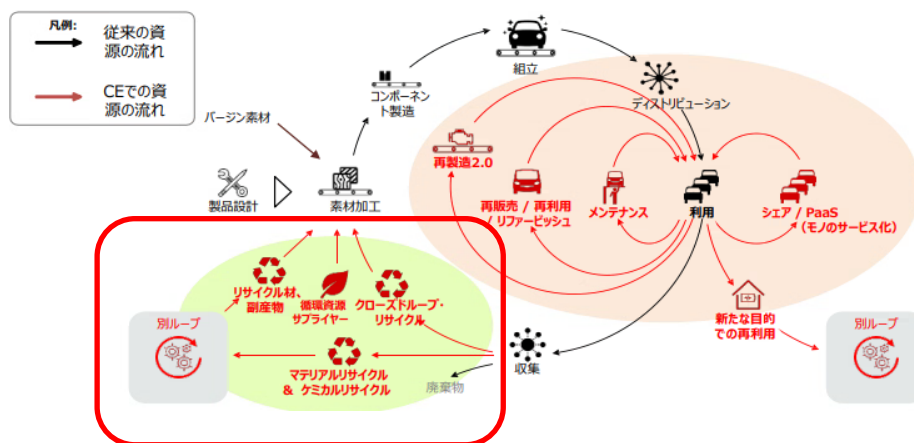 凡例:
従来の資
源の流れ
CEでの資
源の流れ
組立
コンポーネン
ト製造
ディストリビューション
バージン素材
再製造2.0
製品設計
素材加工
再販売 / 再利用
/ リファービッシュ
メンテナンス
利用
シェア / PaaS
(モノのサービス化)
リサイクル材、
副産物
循環資源
サプライヤー
クローズドループ・
リサイクル
新たな目的
での再利用
別ループ
別ループ
収集
マテリアルリサイクル
& ケミカルリサイクル
廃棄物